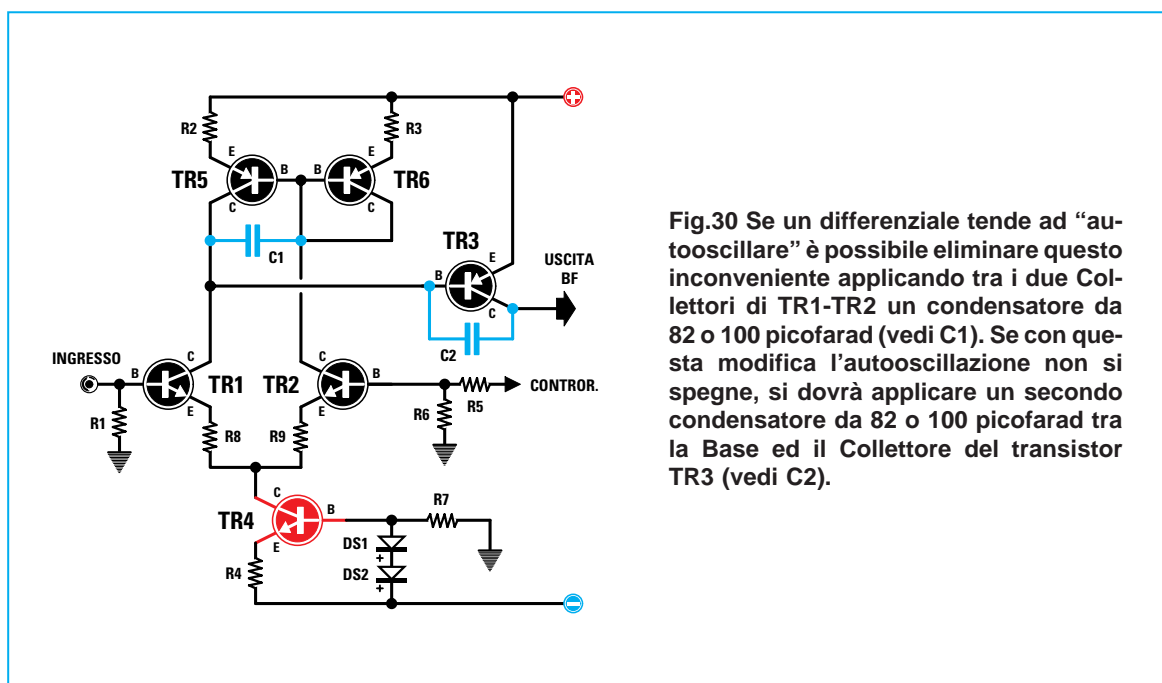 +
R2
R3
E
E
TR5
B
B
TR6
C
C
C1
TR3
E
B
C
USCITA
BF
C2
INGRESSO
B
C
TR1
E
R1
TR2
C
B
E
R5
CONTROR.
R6
R8
R9
C
TR4
B
E
R7
DS1
+
DS2
+
R4
−
Fig.30 Se un differenziale tende ad “au-
tooscillare” è possibile eliminare questo
inconveniente applicando tra i due Col-
lettori di TR1-TR2 un condensatore da
82 o 100 picofarad (vedi C1). Se con que-
sta modifica l’autooscillazione non si
spegne, si dovrà applicare un secondo
condensatore da 82 o 100 picofarad tra
la Base ed il Collettore del transistor
TR3 (vedi C2).